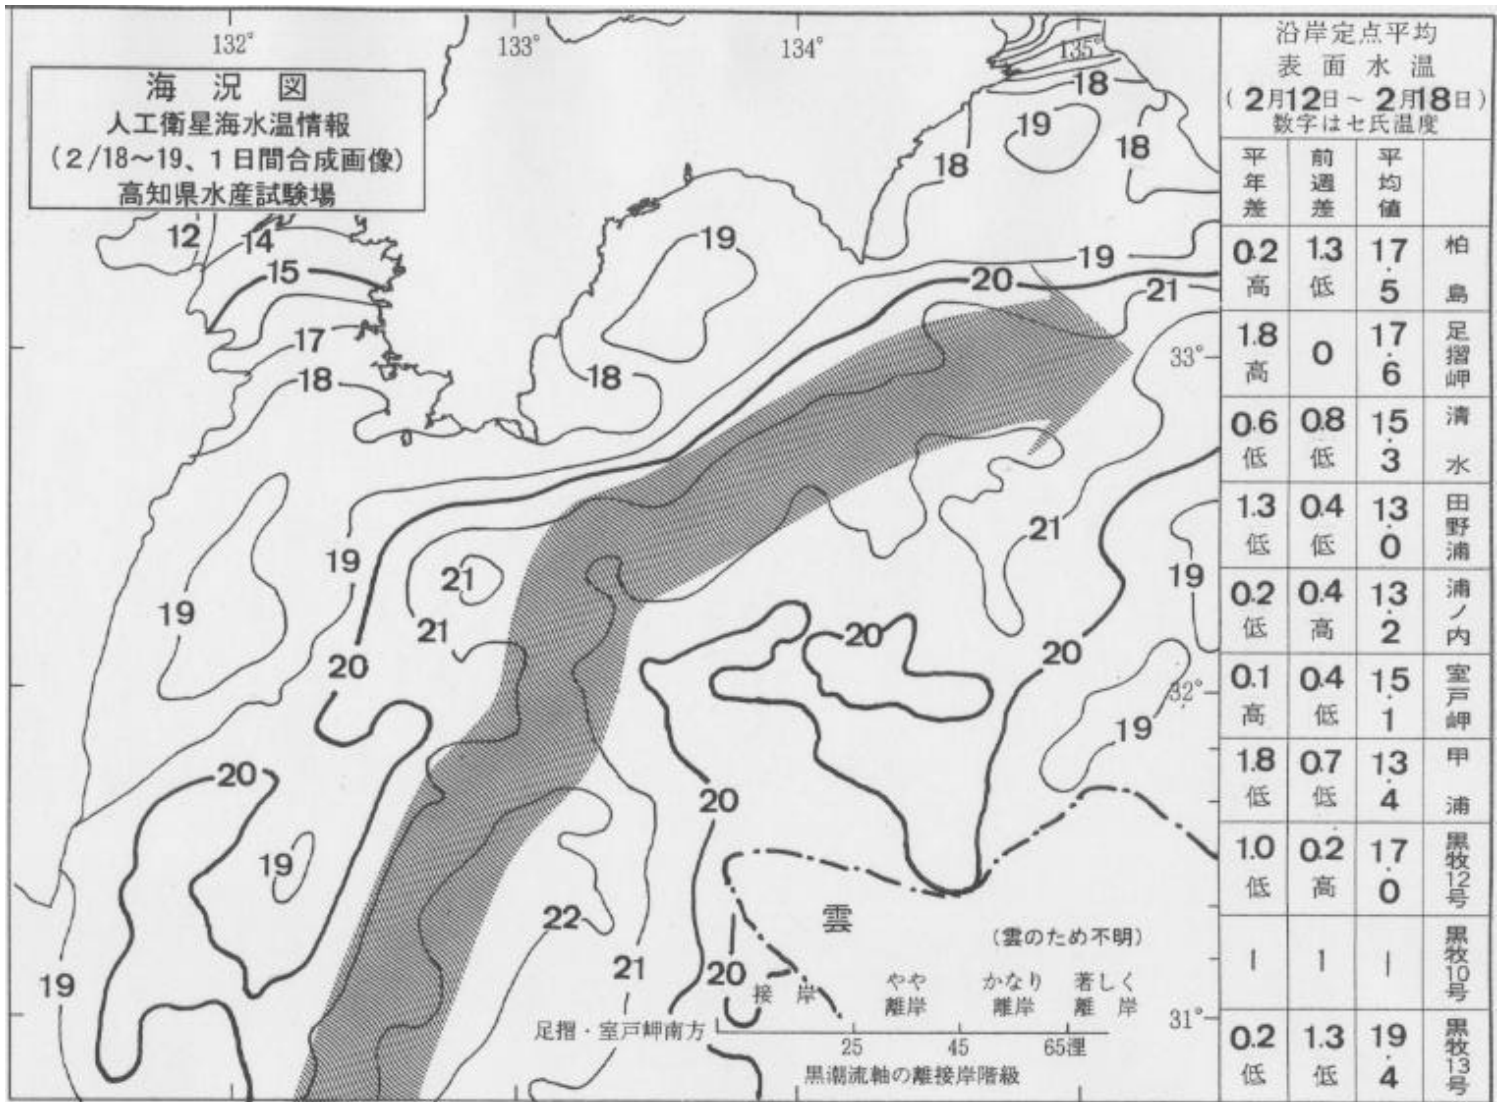 132°
133°
134°
135°
海況図
人工衛星海水温情報
(2/18～19、1日間合成画像)
高知県水産試験場
18
19
18
18
12
14
15
17
18
19
18
19
20
21
33°
19
19
21
21
20
21
19
20
20
32°
19
20
20
19
22
21
20
19
雲
(雲のため不明)
接岸
やや離岸
かなり離岸
著しく離岸
足摺・室戸岬南方
25
45
65浬
31°
黒潮流軸の離接岸階級
沿岸定点平均
表面水温
(2月12日～2月18日)
数字はセ氏温度
平年差 前週差 平均値
0.2高 1.3低 17.5 柏島
1.8高 0 17.6 足摺岬
0.6低 0.8低 15.3 清水
1.3低 0.4低 13.0 田野浦
0.2低 0.4高 13.2 浦ノ内
0.1高 0.4低 15.1 室戸岬
1.8低 0.7低 13.4 甲浦
1.0低 0.2高 17.0 黒牧12号
ー ー ー 黒牧10号
0.2低 1.3低 19.4 黒牧13号